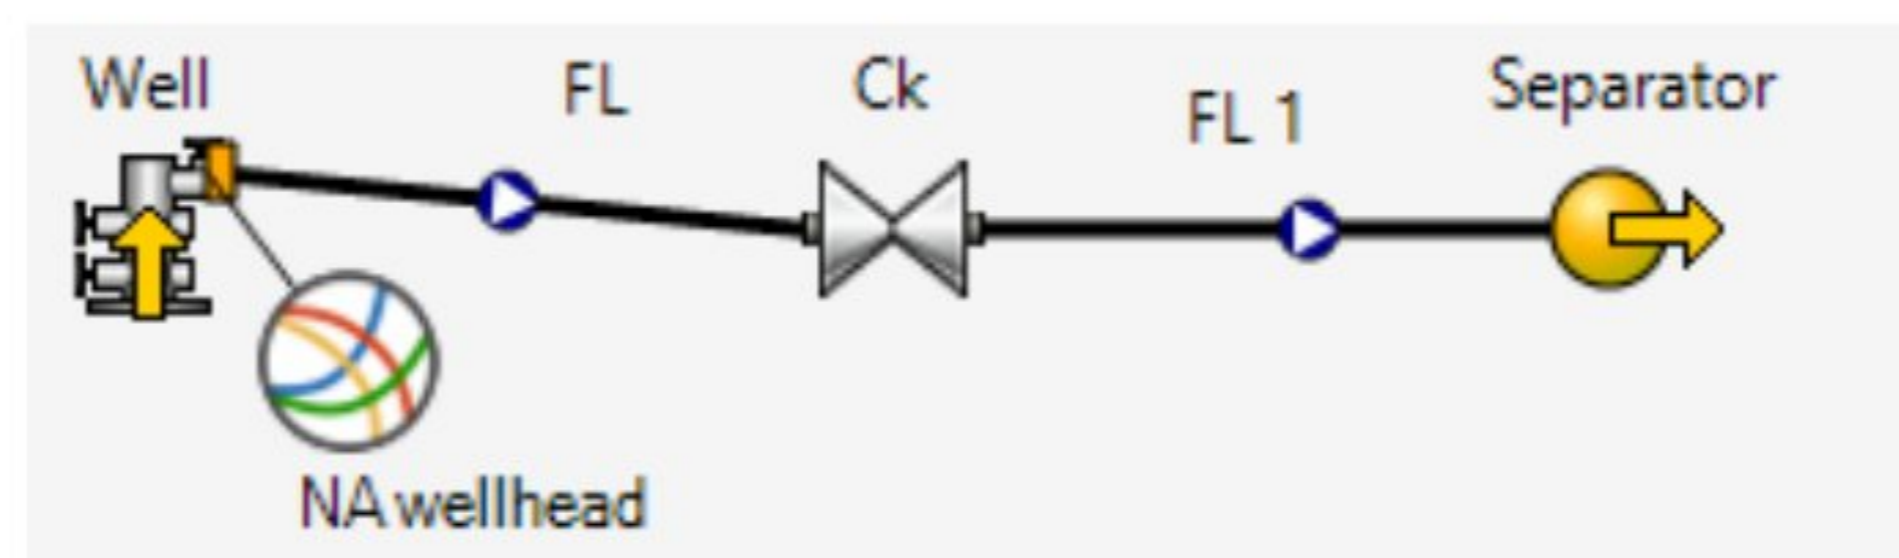 Well
FL
Ck
FL 1
Separator
NA wellhead